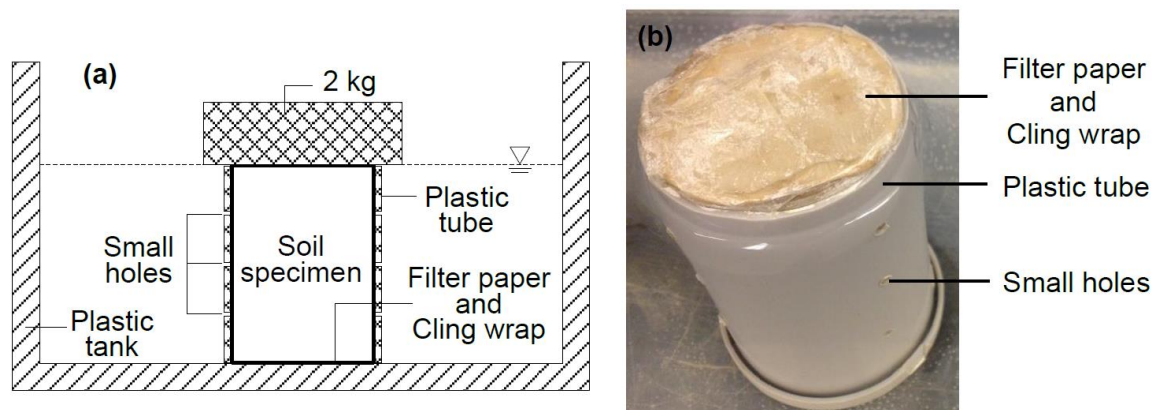 (a)
2 kg
Plastic
tube
Small
holes
Soil
specimen
Filter paper
and
Cling wrap
Plastic
tank
(b)
Filter paper
and
Cling wrap
Plastic tube
Small holes